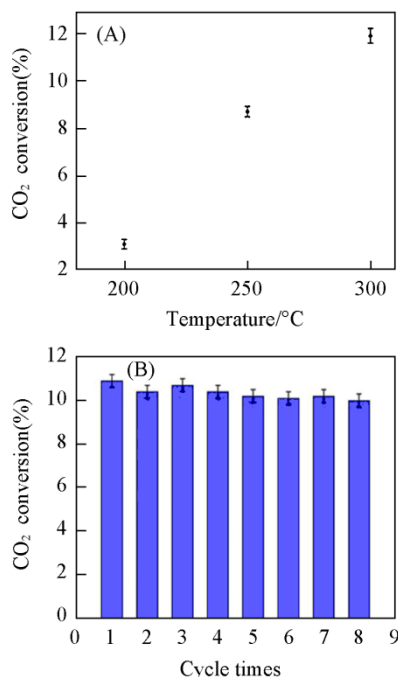 (A)
12
10
8
6
4
2
CO₂ conversion(%)
200 250 300
Temperature/°C
(B)
12
10
8
6
4
2
0
CO₂ conversion(%)
0 1 2 3 4 5 6 7 8 9
Cycle times